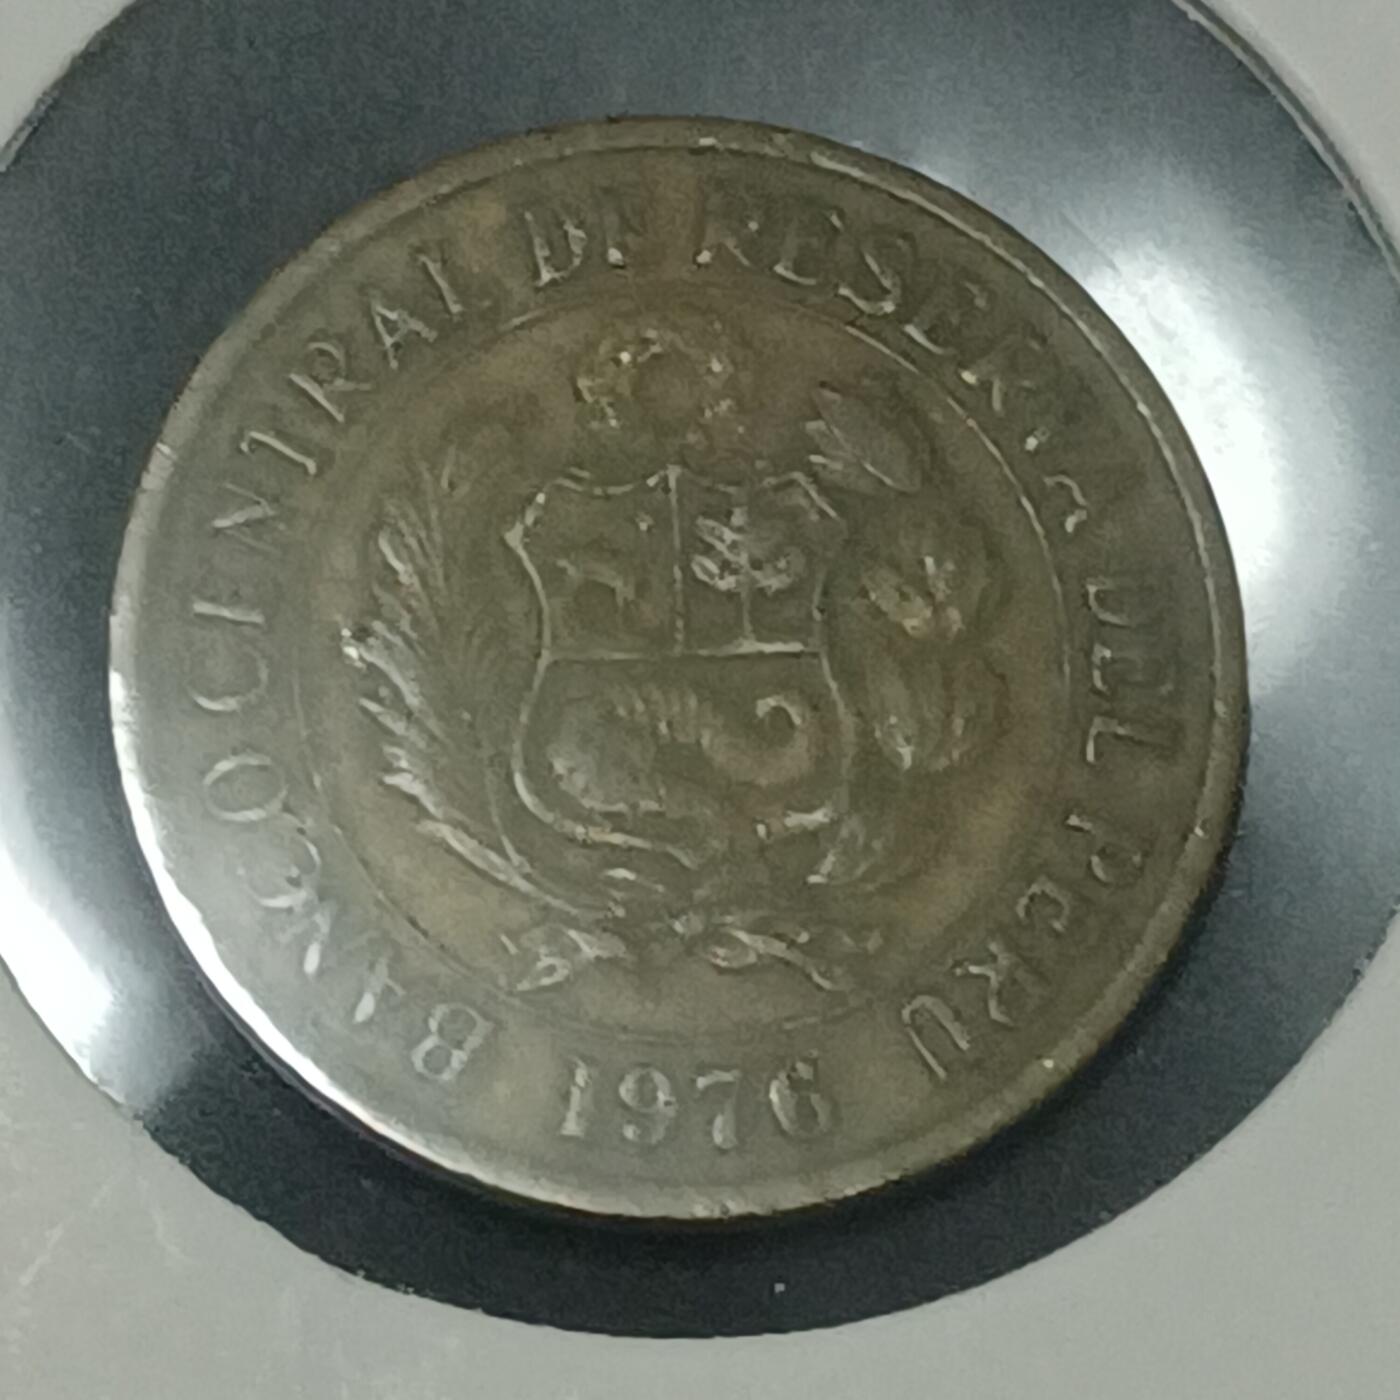 BANCO CENTRAL DE RESERVA DEL PERU
1976